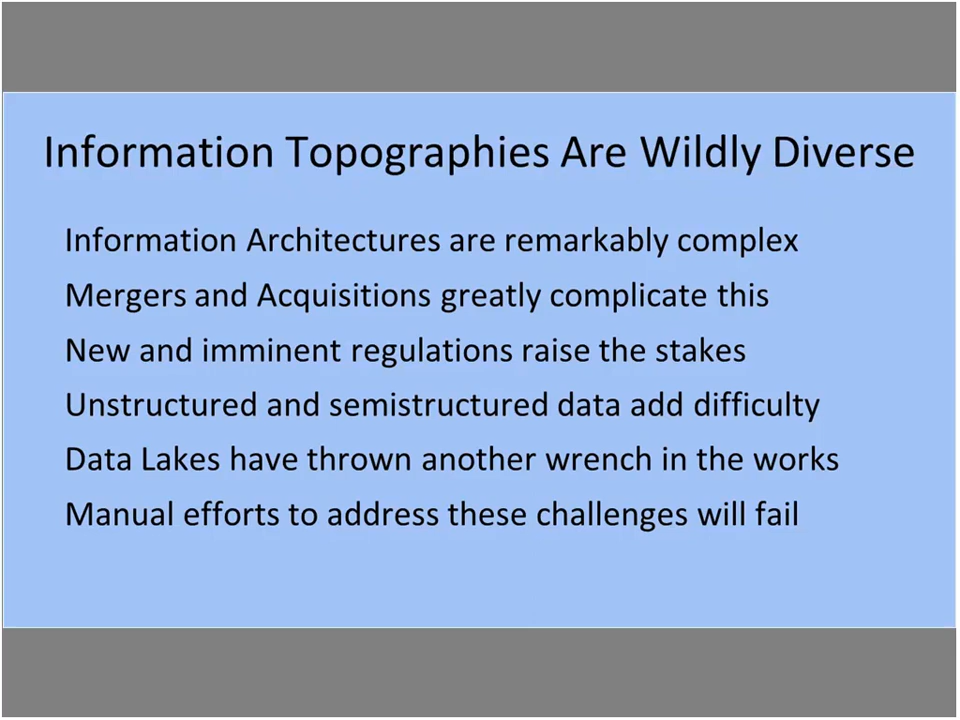 Information Topographies Are Wildly Diverse
Information Architectures are remarkably complex
Mergers and Acquisitions greatly complicate this
New and imminent regulations raise the stakes
Unstructured and semistructured data add difficulty
Data Lakes have thrown another wrench in the works
Manual efforts to address these challenges will fail